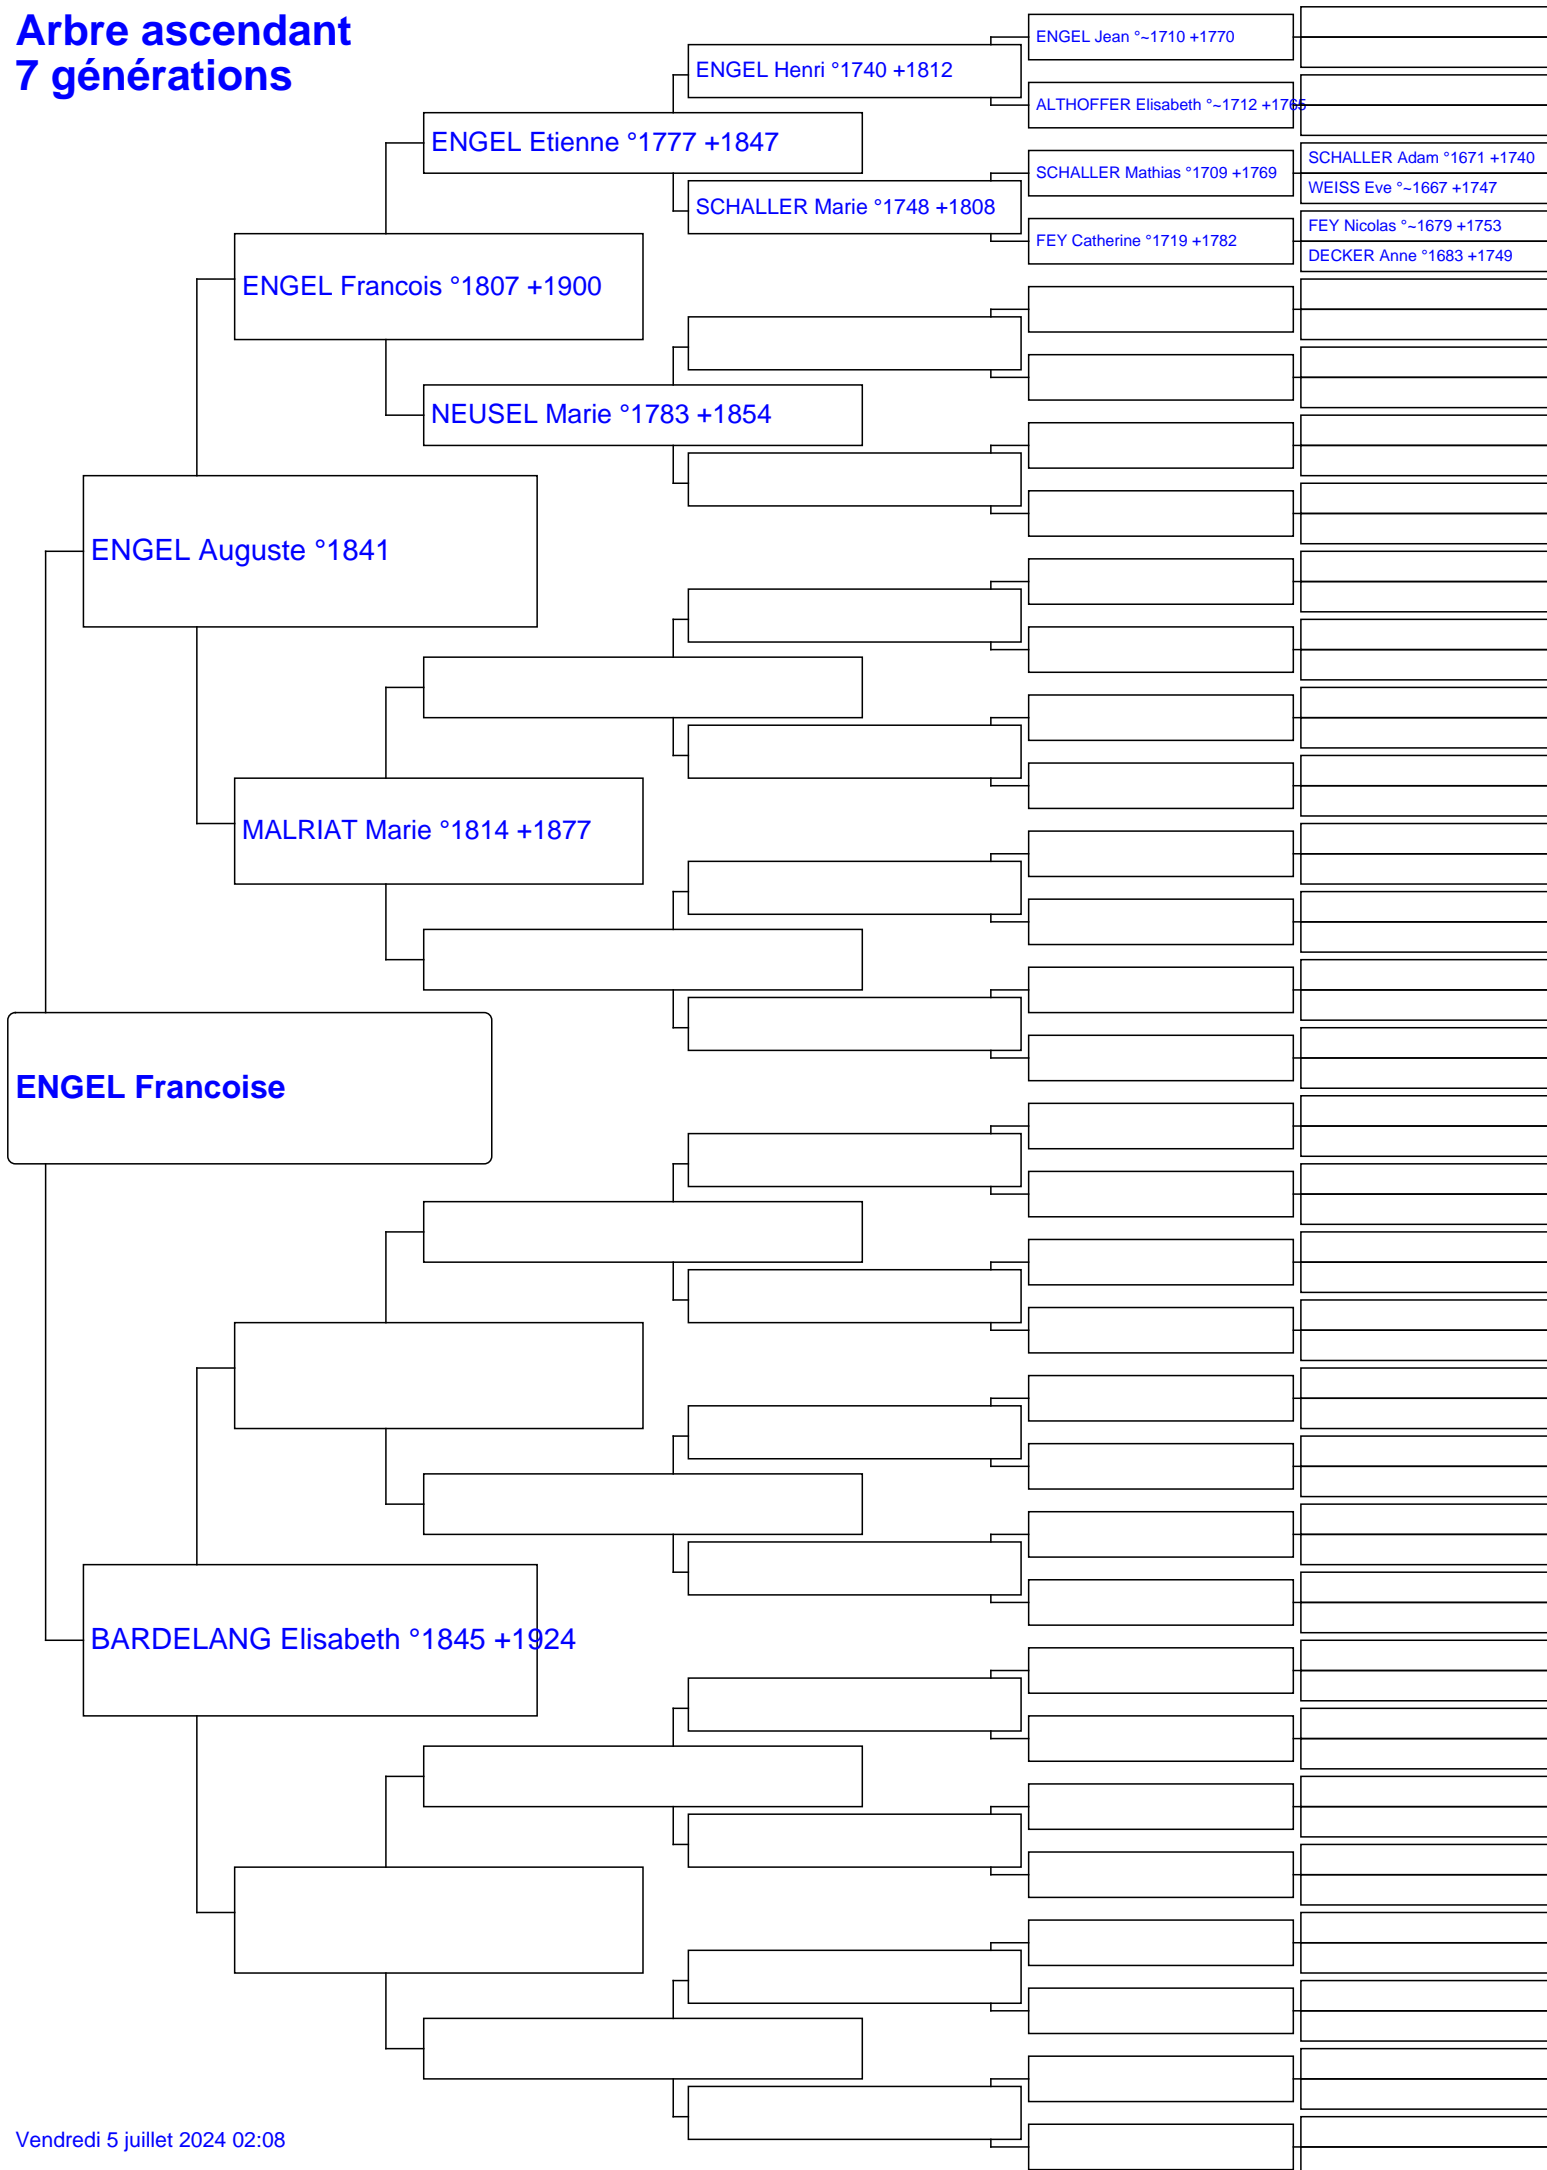 Arbre ascendant
7 générations
ENGEL Jean °~1710 +1770
ENGEL Henri °1740 +1812
ALTHOFFER Elisabeth °~1712 +1765
ENGEL Etienne °1777 +1847
SCHALLER Adam °1671 +1740
SCHALLER Mathias °1709 +1769
WEISS Eve °~1667 +1747
SCHALLER Marie °1748 +1808
FEY Nicolas °~1679 +1753
FEY Catherine °1719 +1782
DECKER Anne °1683 +1749
ENGEL Francois °1807 +1900
NEUSEL Marie °1783 +1854
ENGEL Auguste °1841
MALRIAT Marie °1814 +1877
ENGEL Francoise
BARDELANG Elisabeth °1845 +1924
Vendredi 5 juillet 2024 02:08